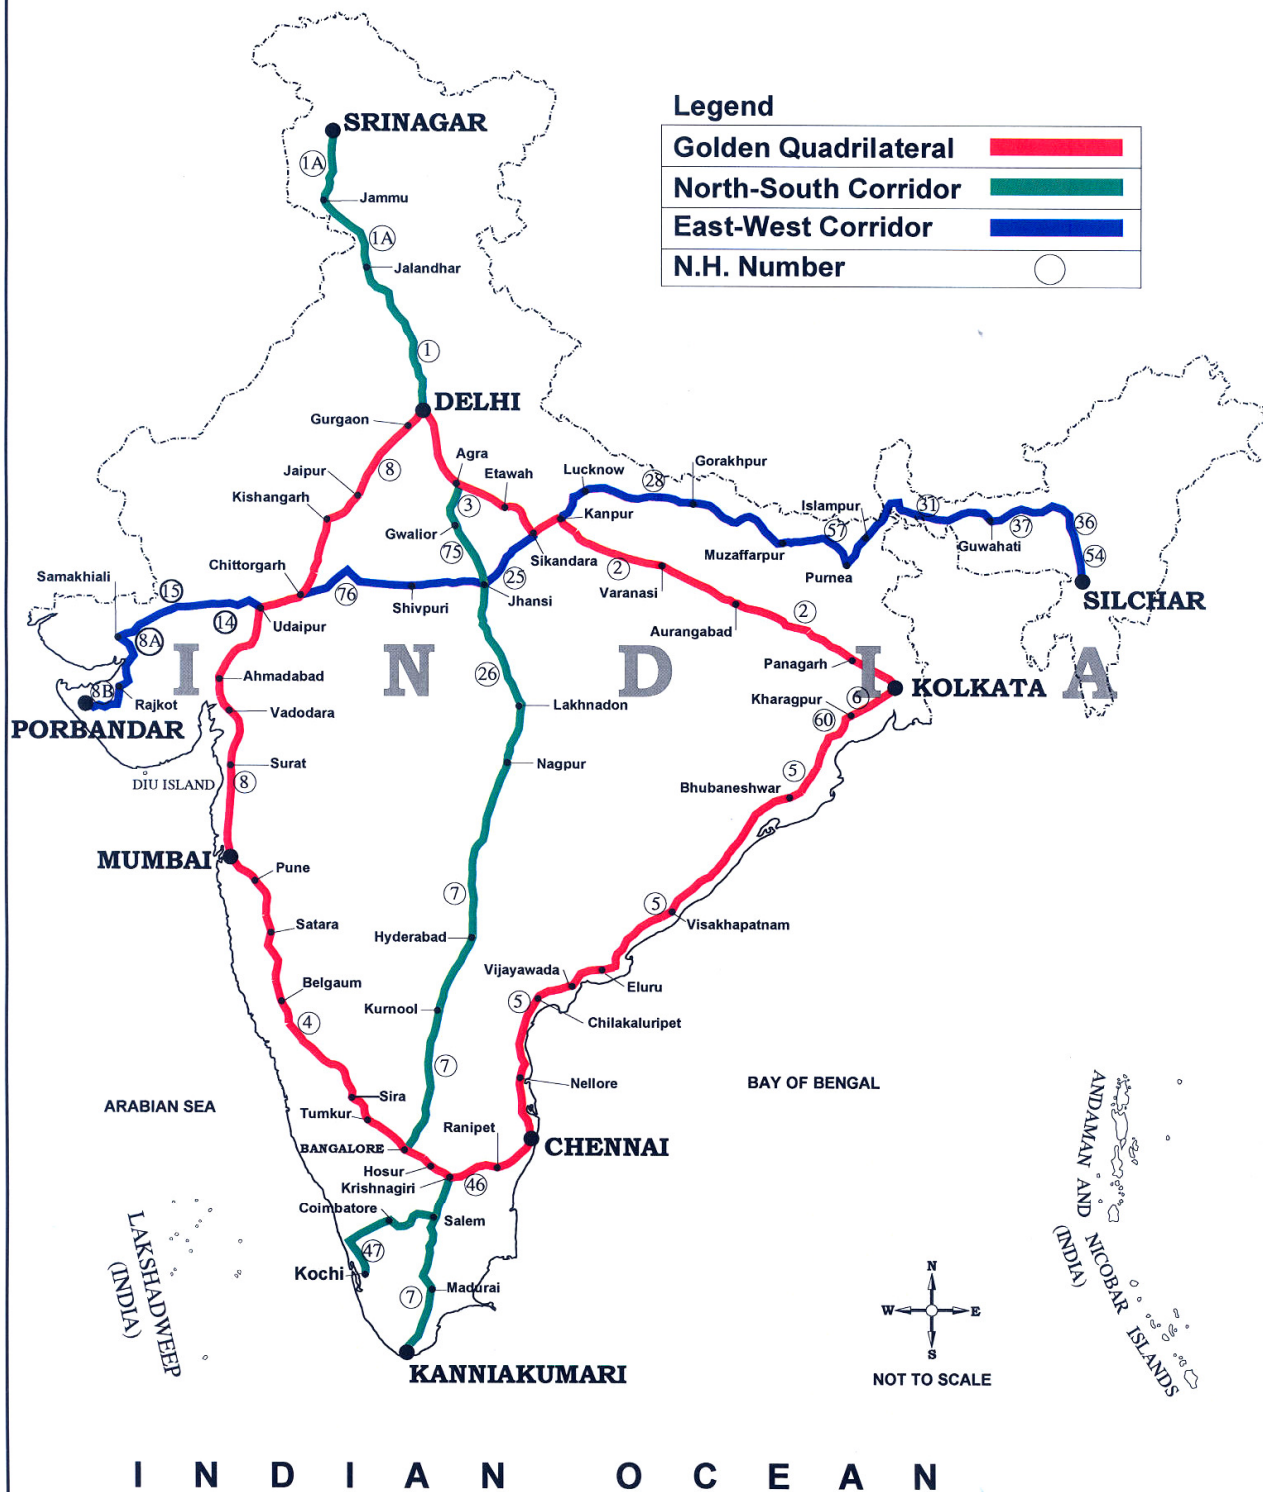 Legend
Golden Quadrilateral
North-South Corridor
East-West Corridor
N.H. Number
SRINAGAR
1A
Jammu
1A
Jalandhar
1
DELHI
Gurgaon
8
Jaipur
Kishangarh
Agra
Etawah
3
Gwalior
75
Lucknow
28
Gorakhpur
Kanpur
Sikandara
25
2
Varanasi
Muzaffarpur
57
Islampur
Purnea
31
Guwahati
37
36
54
SILCHAR
Chittorgarh
76
Shivpuri
Jhansi
Samakhiali
15
14
Udaipur
8A
8B
Rajkot
PORBANDAR
DIU ISLAND
Aurangabad
2
Panagarh
KOLKATA
Kharagpur
6
60
I N D I A
Ahmadabad
Vadodara
Surat
8
26
Lakhnadon
Nagpur
5
Bhubaneshwar
MUMBAI
Pune
Satara
Belgaum
4
7
Hyderabad
Kurnool
7
5
Visakhapatnam
Vijayawada
Eluru
5
Chilakaluripet
Nellore
BAY OF BENGAL
ARABIAN SEA
Sira
Tumkur
BANGALORE
Hosur
Krishnagiri
Ranipet
46
CHENNAI
Coimbatore
Salem
47
Kochi
7
Madurai
KANNIAKUMARI
LAKSHADWEEP
(INDIA)
ANDAMAN AND NICOBAR ISLANDS
(INDIA)
N
W E
S
NOT TO SCALE
INDIAN OCEAN